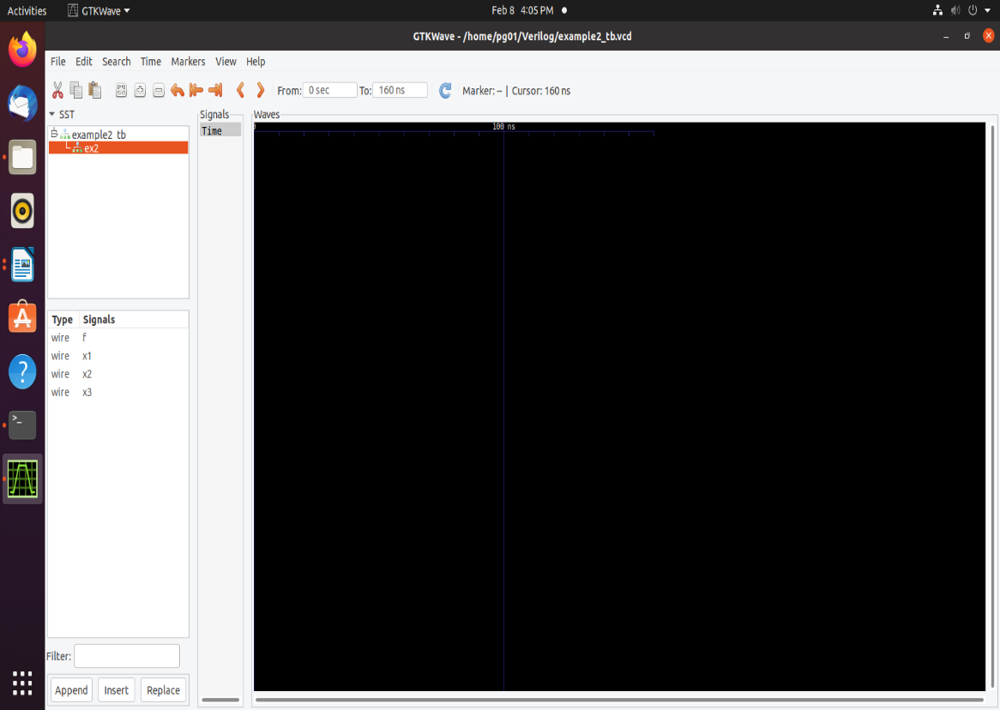 Activities GTKWave Feb 8 4:05 PM
GTKWave - /home/pg01/Verilog/example2_tb.vcd
File Edit Search Time Markers View Help
From: 0 sec To: 160 ns Marker: -- | Cursor: 160 ns
SST Signals Waves
example2_tb Time 0 100 ns
ex2
Type Signals
wire f
wire x1
wire x2
wire x3
Filter:
Append Insert Replace